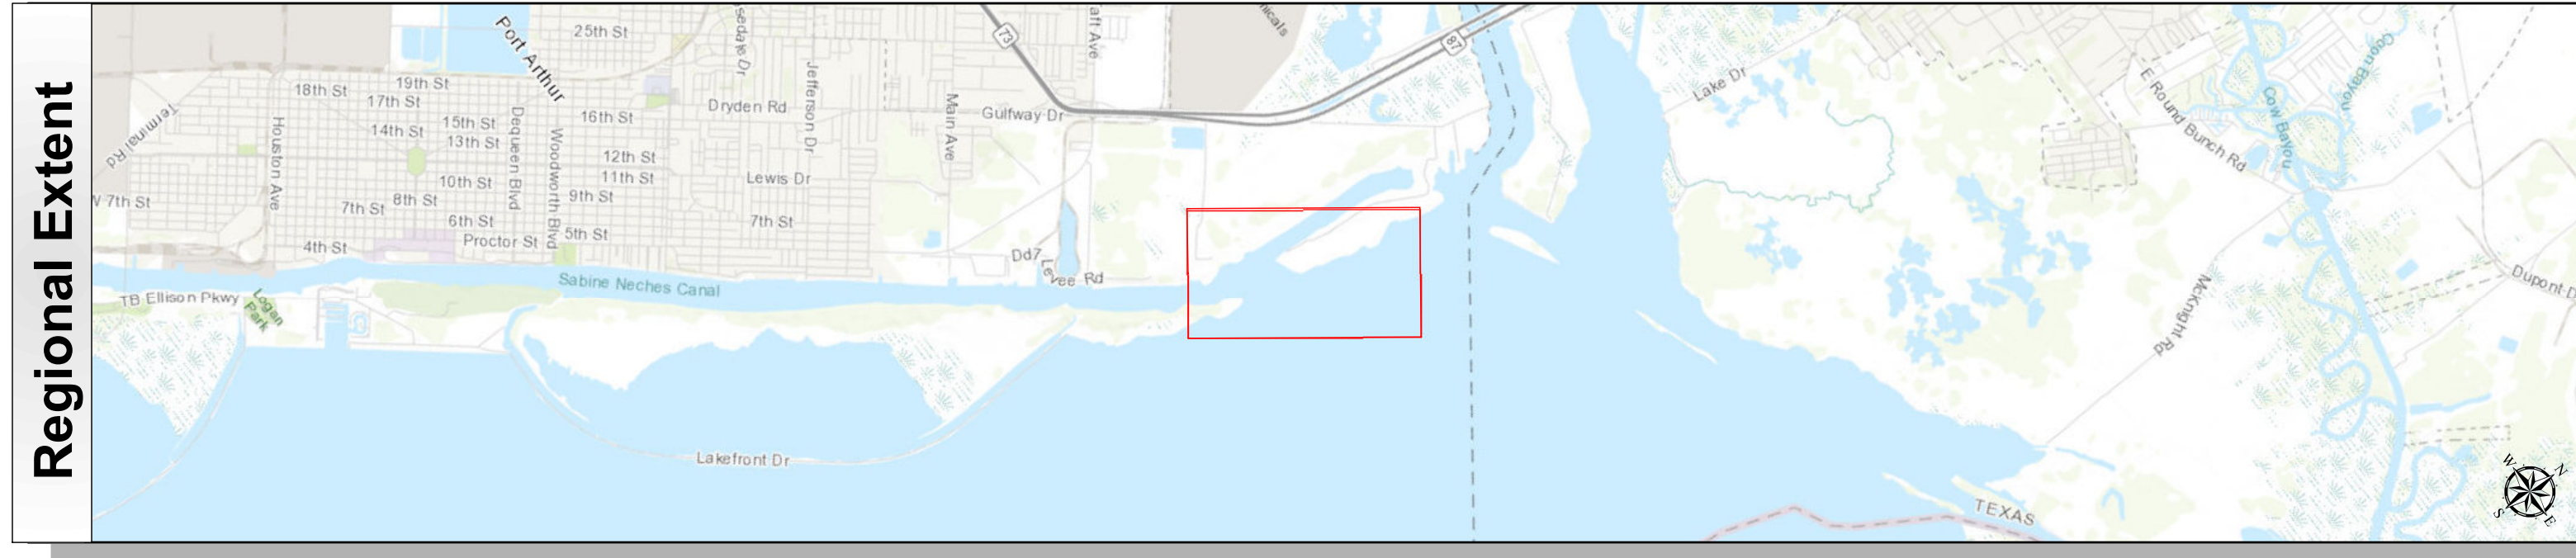 Regional Extent
Port Arthur
25th St
18th St
19th St
17th St
16th St
15th St
14th St
13th St
12th St
11th St
10th St
9th St
8th St
7th St
6th St
5th St
4th St
W 7th St
Proctor St
Terminal Rd
Houston Ave
Dequeen Blvd
Woodworth Blvd
Dryden Rd
Jefferson Dr
Lewis Dr
7th St
Main Ave
Gulfway Dr
73
87
Dd7
Levee Rd
TB Ellison Pkwy
Logan
Park
Sabine Neches Canal
Lakefront Dr
Lake Dr
E Round Bunch Rd
Cow Bayou
Coon Bayou
McKnight Rd
Dupont D
TEXAS
W
N
S
E